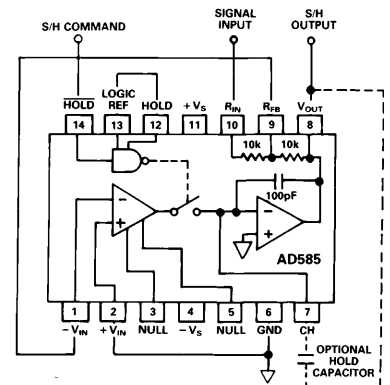 S/H COMMAND
SIGNAL
INPUT
S/H
OUTPUT
HOLD
LOGIC
REF
HOLD
+VS
RIN
RFB
VOUT
14
13
12
11
10
9
8
10k
10k
100pF
AD585
1
2
3
4
5
6
7
−VIN
+VIN
NULL
−VS
NULL
GND
CH
OPTIONAL
HOLD
CAPACITOR